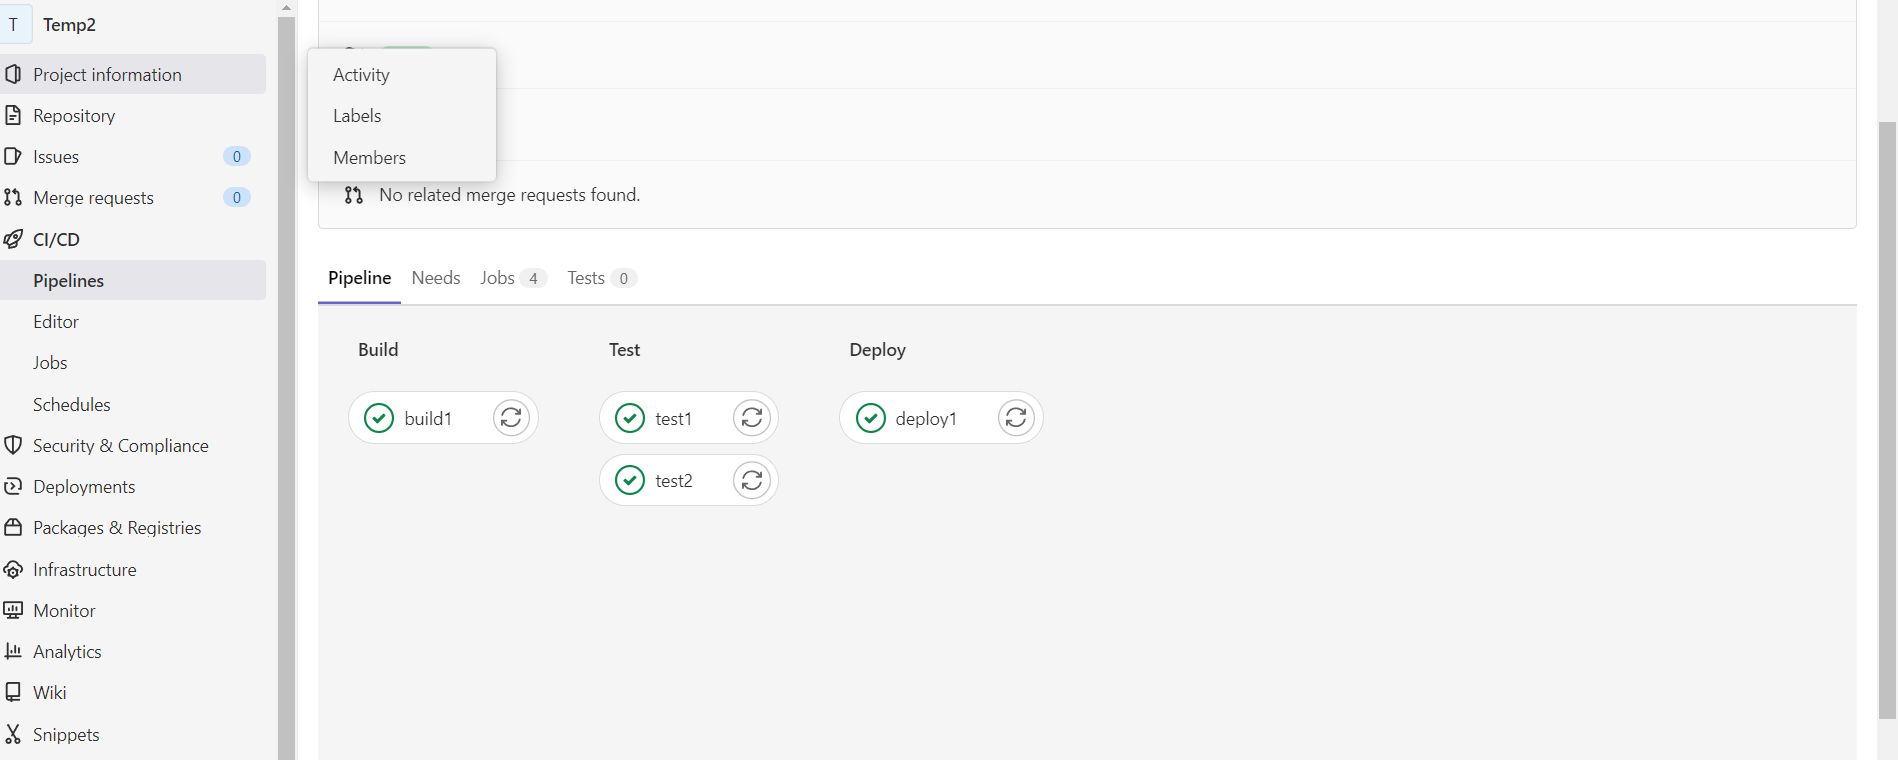 T Temp2
Project information
Repository
Issues 0
Merge requests 0
CI/CD
Pipelines
Editor
Jobs
Schedules
Security & Compliance
Deployments
Packages & Registries
Infrastructure
Monitor
Analytics
Wiki
Snippets
Activity
Labels
Members
No related merge requests found.
Pipeline Needs Jobs 4 Tests 0
Build Test Deploy
build1 test1 deploy1
test2